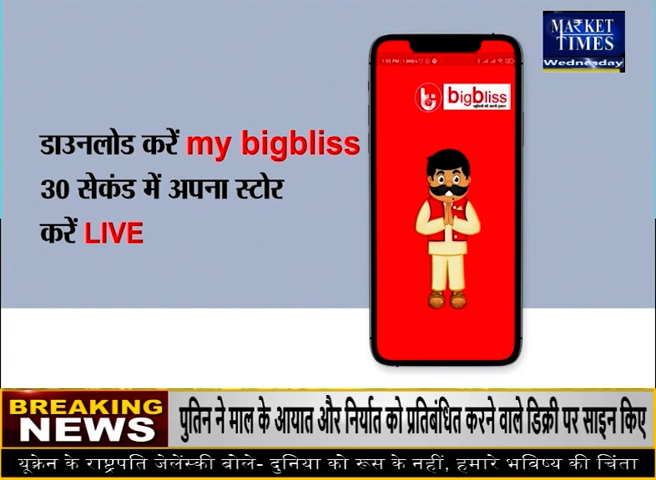 MARKET
TIMES
Wednesday
bigbliss
डाउनलोड करें my bigbliss
30 सेकंड में अपना स्टोर
करें LIVE
BREAKING
NEWS
पुतिन ने माल के आयात और निर्यात को प्रतिबंधित करने वाले डिक्री पर साइन किए
यूक्रेन के राष्ट्रपति जेलेंस्की बोले- दुनिया को रूस के नहीं, हमारे भविष्य की चिंता